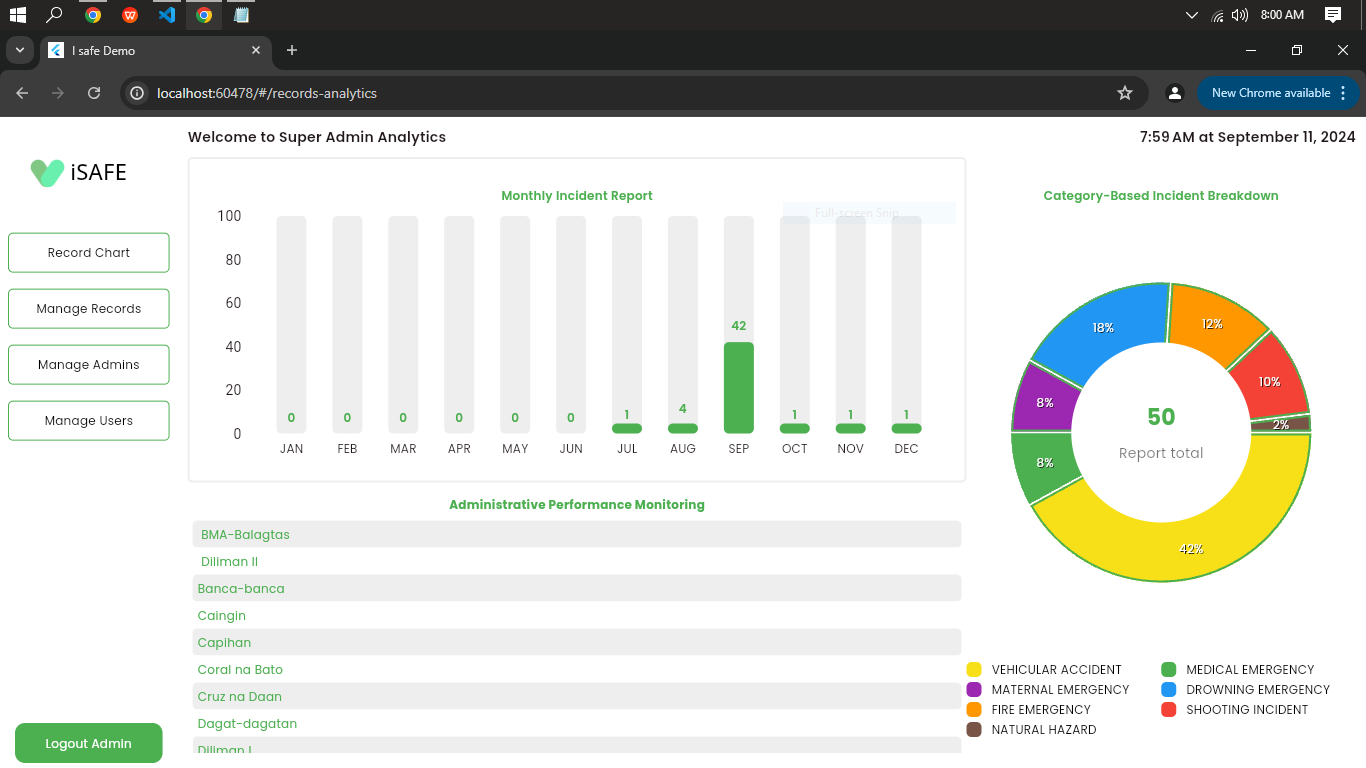 8:00 AM
I safe Demo
localhost:60478/#/records-analytics
New Chrome available
Welcome to Super Admin Analytics
7:59 AM at September 11, 2024
iSAFE
Record Chart
Manage Records
Manage Admins
Manage Users
Logout Admin
Monthly Incident Report
Full-screen Snip
100
80
60
40
20
0
0
0
0
0
0
0
1
4
42
1
1
1
JAN
FEB
MAR
APR
MAY
JUN
JUL
AUG
SEP
OCT
NOV
DEC
Administrative Performance Monitoring
BMA-Balagtas
Diliman II
Banca-banca
Caingin
Capihan
Coral na Bato
Cruz na Daan
Dagat-dagatan
Diliman I
Category-Based Incident Breakdown
18%
12%
10%
8%
2%
8%
42%
50
Report total
VEHICULAR ACCIDENT
MEDICAL EMERGENCY
MATERNAL EMERGENCY
DROWNING EMERGENCY
FIRE EMERGENCY
SHOOTING INCIDENT
NATURAL HAZARD